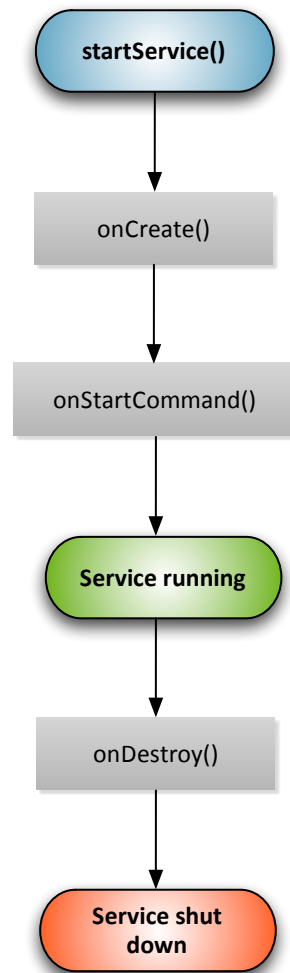 startService()
onCreate()
onStartCommand()
Service running
onDestroy()
Service shut
down